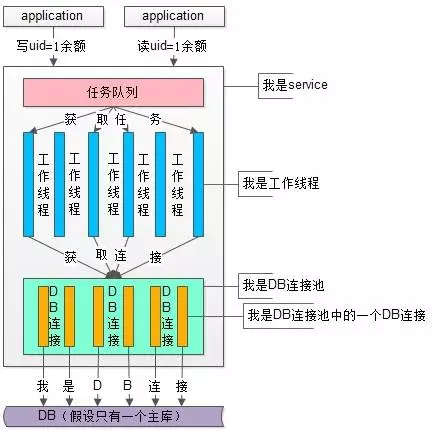 application
application
写uid=1余额
读uid=1余额
任务队列
我是service
获取任务
工作线程
工作线程
工作线程
工作线程
工作线程
工作线程
我是工作线程
获取连接
我是DB连接池
DB连接
DB连接
DB连接
我是DB连接池中的一个DB连接
我是DB连接
DB（假设只有一个主库）